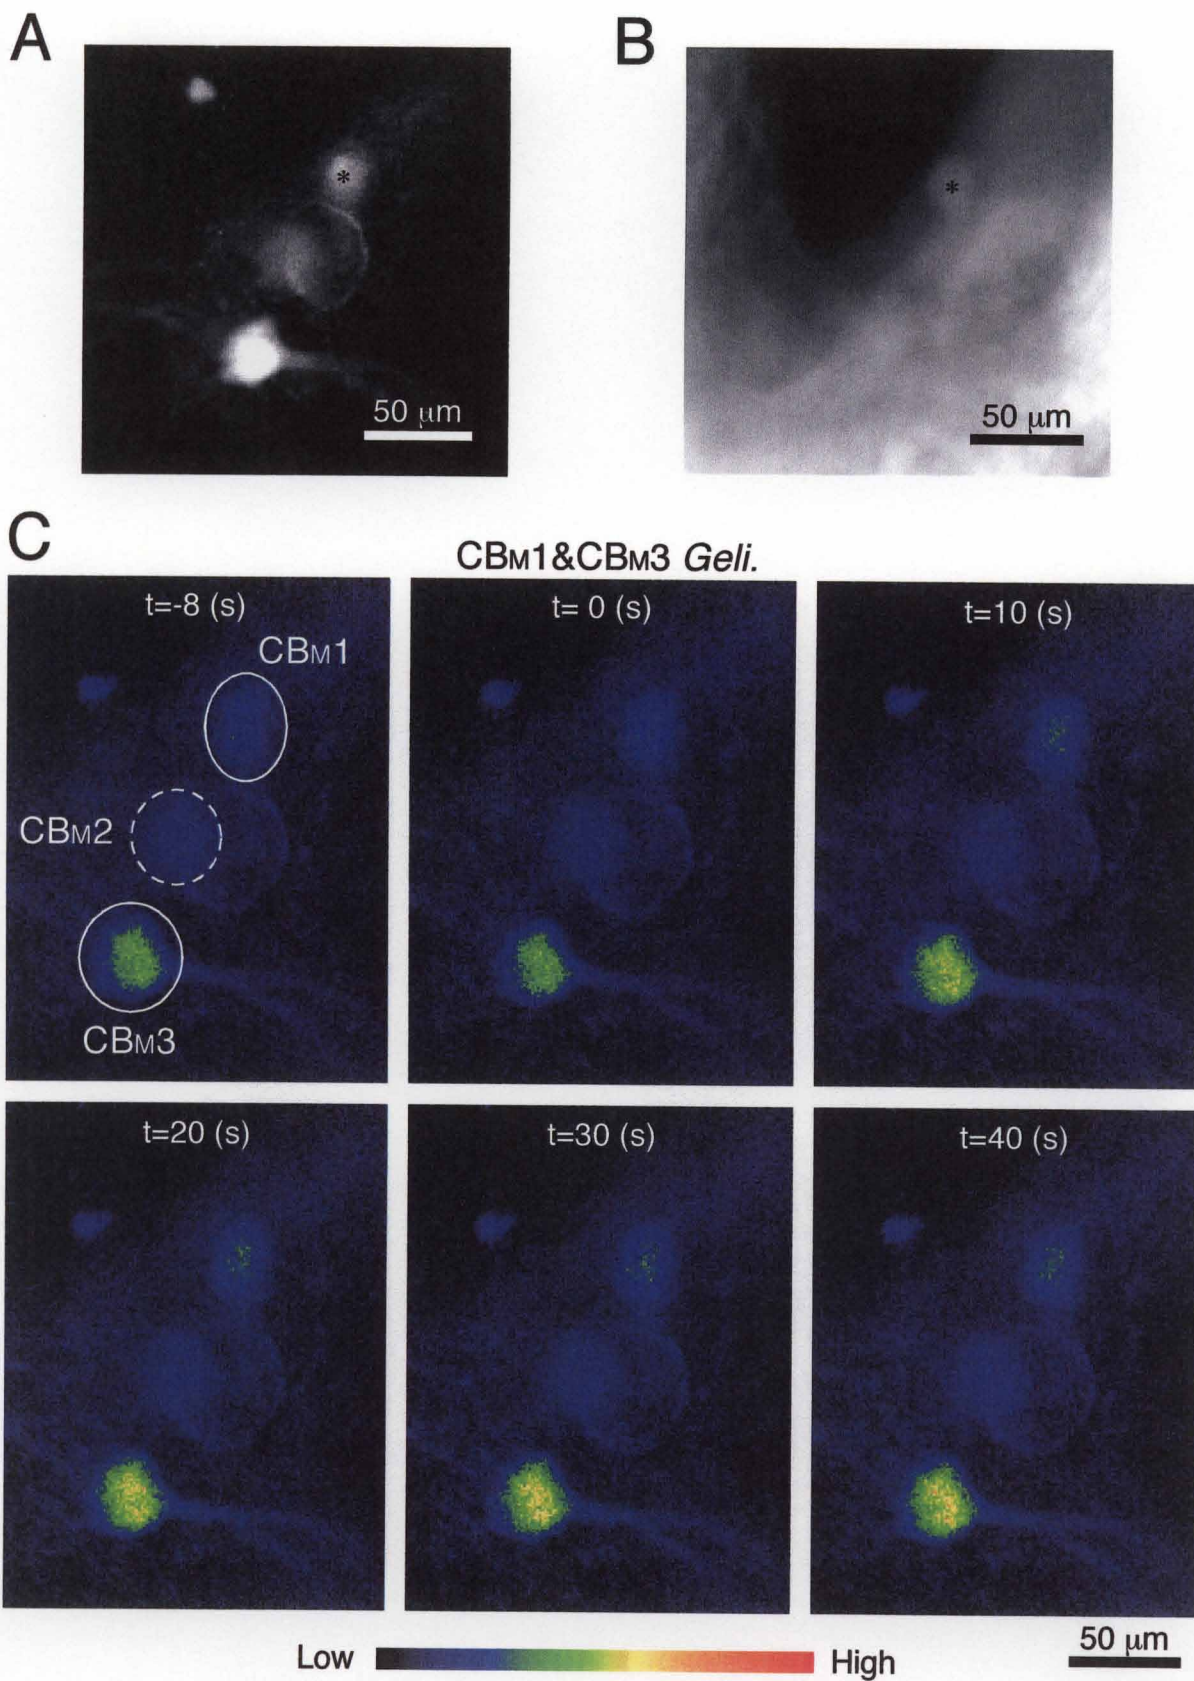 A
B
*
*
50 μm
50 μm
C
CBM1&CBM3 Geli.
t=-8 (s)
t= 0 (s)
t=10 (s)
CBM1
CBM2
CBM3
t=20 (s)
t=30 (s)
t=40 (s)
Low
High
50 μm